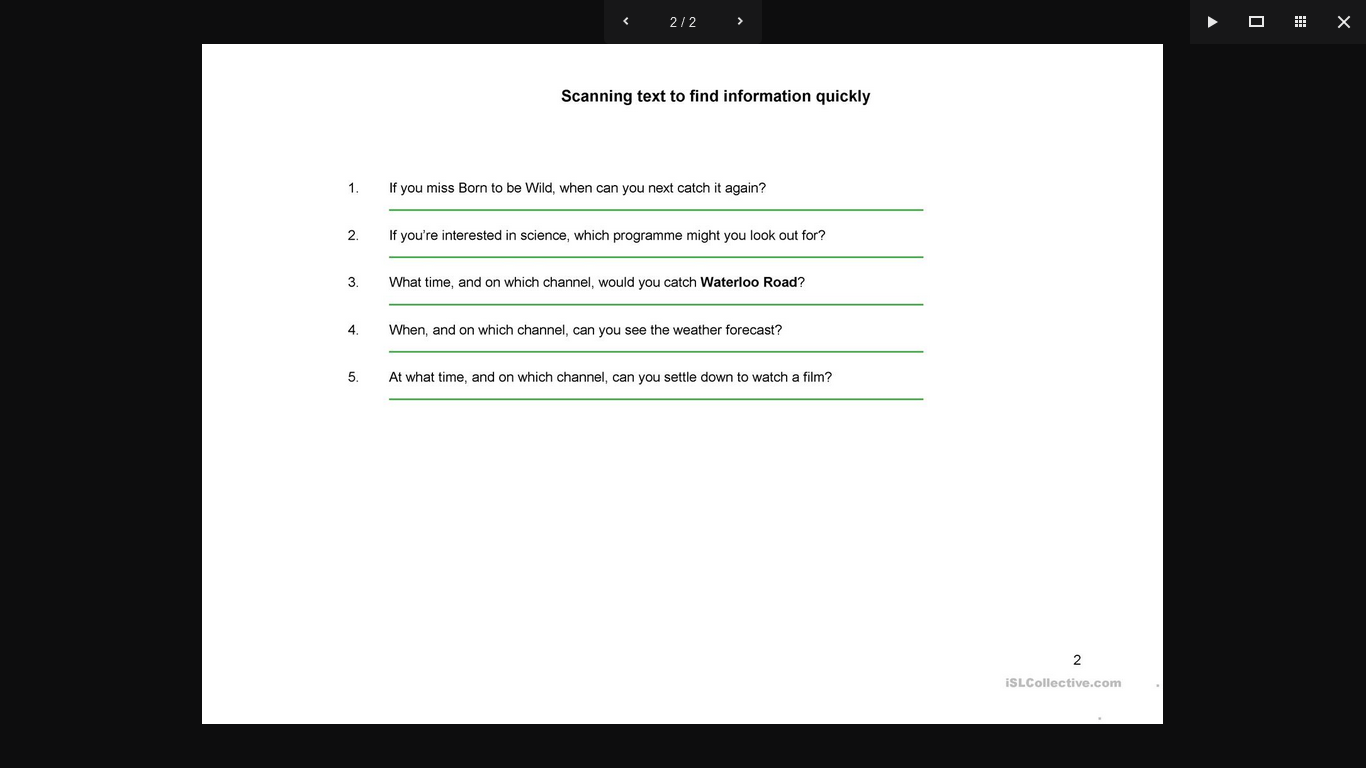 2 / 2
Scanning text to find information quickly
1. If you miss Born to be Wild, when can you next catch it again?
2. If you’re interested in science, which programme might you look out for?
3. What time, and on which channel, would you catch Waterloo Road?
4. When, and on which channel, can you see the weather forecast?
5. At what time, and on which channel, can you settle down to watch a film?
2
iSLCollective.com